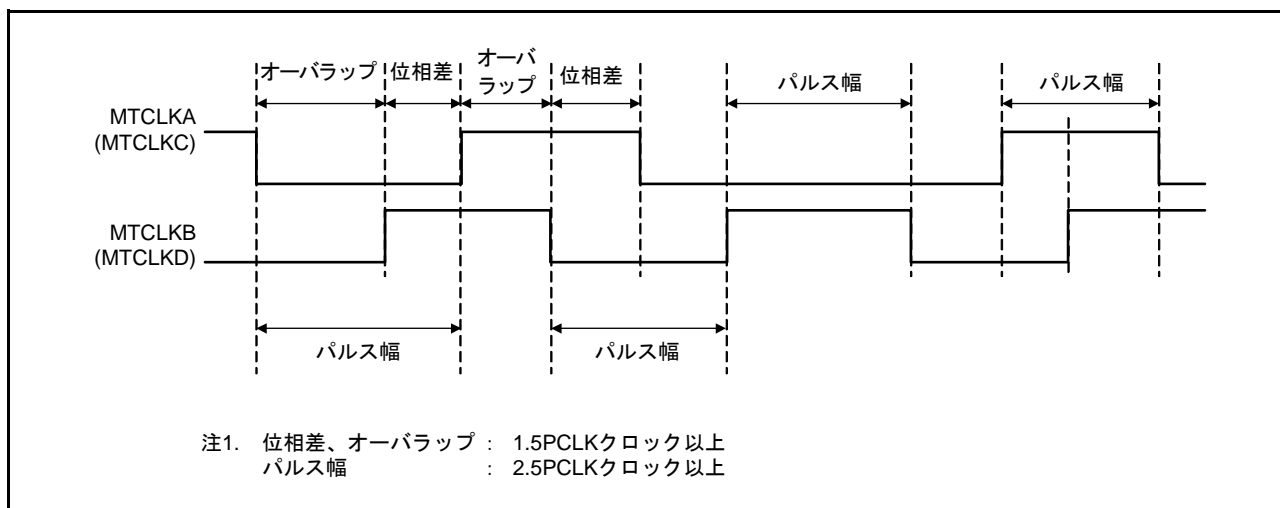 オーバラップ 位相差 オーバ
ラップ 位相差 パルス幅 パルス幅
MTCLKA
(MTCLKC)
MTCLKB
(MTCLKD)
パルス幅 パルス幅
注1. 位相差、オーバラップ : 1.5PCLKクロック以上
パルス幅 : 2.5PCLKクロック以上